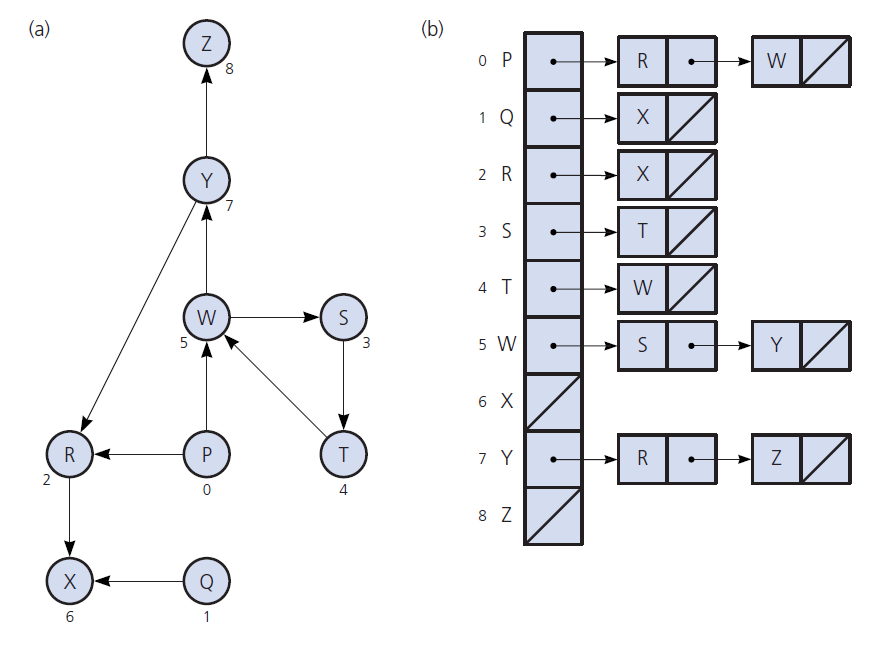 (a)
Z
8
Y
7
W
5
S
3
R
2
P
0
T
4
X
6
Q
1
(b)
0 P R W
1 Q X
2 R X
3 S T
4 T W
5 W S Y
6 X
7 Y R Z
8 Z